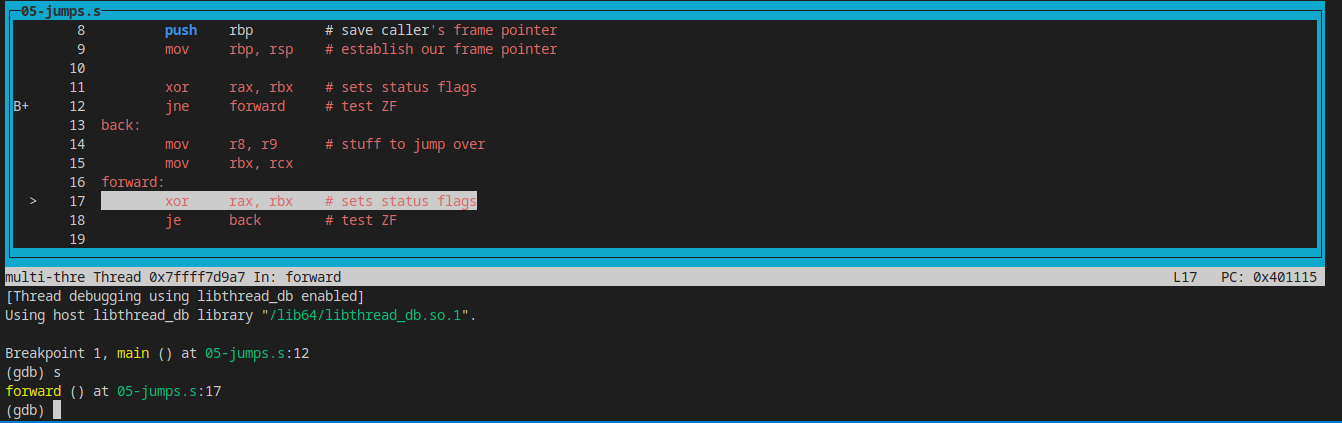 05-jumps.s
8 push rbp # save caller's frame pointer
9 mov rbp, rsp # establish our frame pointer
10
11 xor rax, rbx # sets status flags
B+ 12 jne forward # test ZF
13 back:
14 mov r8, r9 # stuff to jump over
15 mov rbx, rcx
16 forward:
> 17 xor rax, rbx # sets status flags
18 je back # test ZF
19
multi-thre Thread 0x7ffff7d9a7 In: forward L17 PC: 0x401115
[Thread debugging using libthread_db enabled]
Using host libthread_db library "/lib64/libthread_db.so.1".
Breakpoint 1, main () at 05-jumps.s:12
(gdb) s
forward () at 05-jumps.s:17
(gdb)